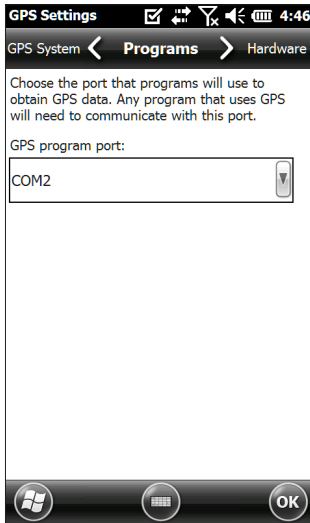 GPS Settings 4:46
GPS System Programs Hardware
Choose the port that programs will use to
obtain GPS data. Any program that uses GPS
will need to communicate with this port.
GPS program port:
COM2
OK